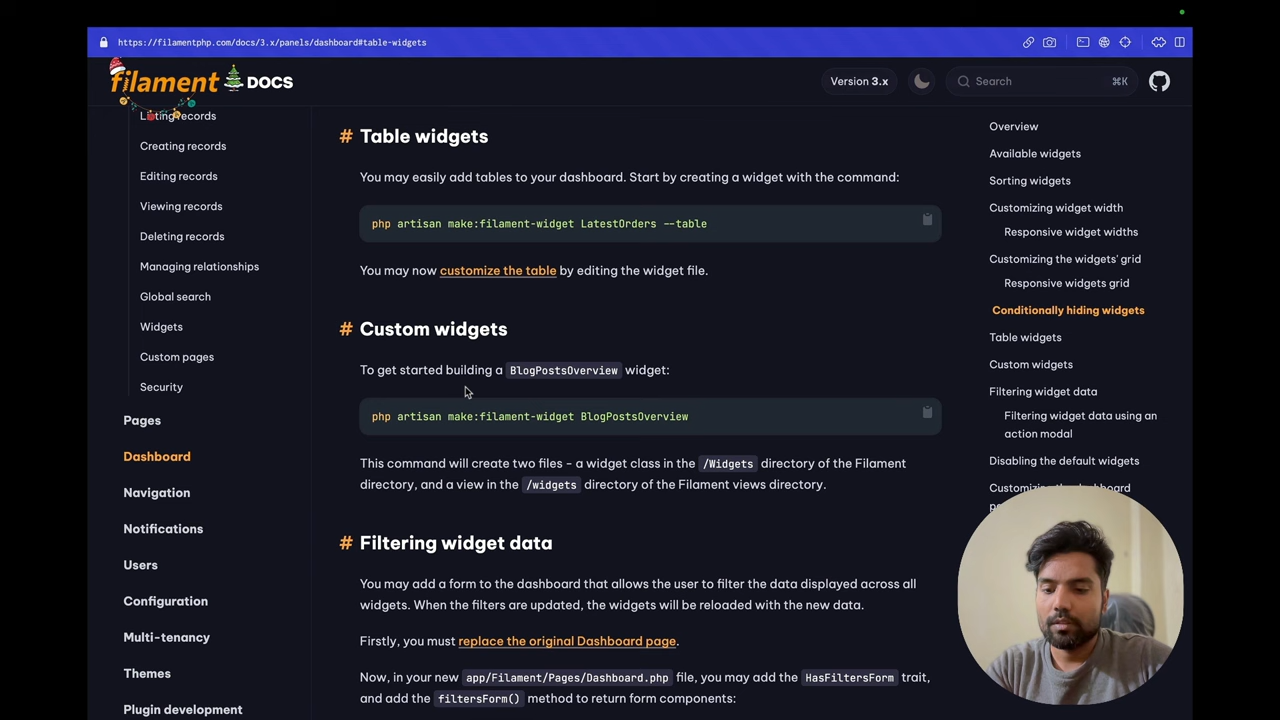 https://filamentphp.com/docs/3.x/panels/dashboard#table-widgets
filament DOCS
Version 3.x
Search
⌘K
Listing records
Creating records
Editing records
Viewing records
Deleting records
Managing relationships
Global search
Widgets
Custom pages
Security
Pages
Dashboard
Navigation
Notifications
Users
Configuration
Multi-tenancy
Themes
Plugin development
# Table widgets
You may easily add tables to your dashboard. Start by creating a widget with the command:
php artisan make:filament-widget LatestOrders --table
You may now customize the table by editing the widget file.
# Custom widgets
To get started building a BlogPostsOverview widget:
php artisan make:filament-widget BlogPostsOverview
This command will create two files - a widget class in the /Widgets directory of the Filament
directory, and a view in the /widgets directory of the Filament views directory.
# Filtering widget data
You may add a form to the dashboard that allows the user to filter the data displayed across all
widgets. When the filters are updated, the widgets will be reloaded with the new data.
Firstly, you must replace the original Dashboard page.
Now, in your new app/Filament/Pages/Dashboard.php file, you may add the HasFiltersForm trait,
and add the filtersForm() method to return form components:
Overview
Available widgets
Sorting widgets
Customizing widget width
Responsive widget widths
Customizing the widgets' grid
Responsive widgets grid
Conditionally hiding widgets
Table widgets
Custom widgets
Filtering widget data
Filtering widget data using an
action modal
Disabling the default widgets
Customizing the dashboard